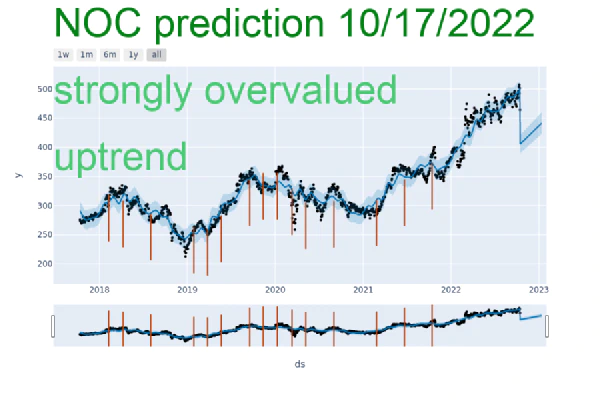 NOC prediction 10/17/2022
1w 1m 6m 1y all
strongly overvalued
uptrend
500
450
400
350
300
250
200
y
2018 2019 2020 2021 2022 2023
ds